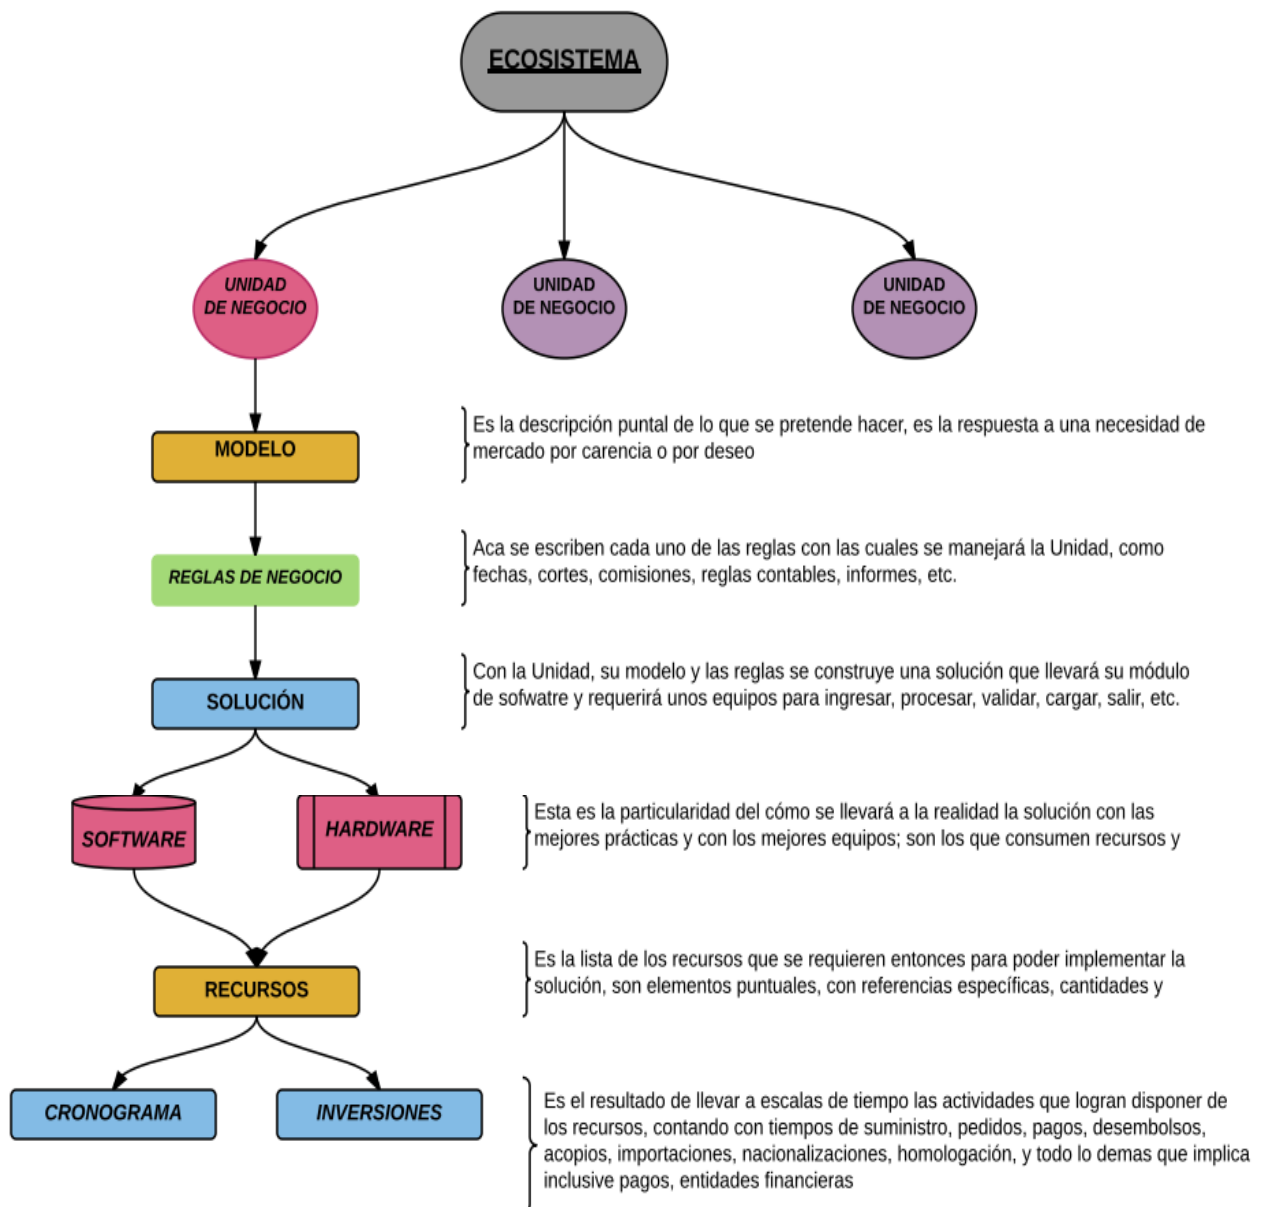 ECOSISTEMA
UNIDAD
DE NEGOCIO
UNIDAD
DE NEGOCIO
UNIDAD
DE NEGOCIO
MODELO
Es la descripción puntal de lo que se pretende hacer, es la respuesta a una necesidad de
mercado por carencia o por deseo
REGLAS DE NEGOCIO
Aca se escriben cada uno de las reglas con las cuales se manejará la Unidad, como
fechas, cortes, comisiones, reglas contables, informes, etc.
SOLUCIÓN
Con la Unidad, su modelo y las reglas se construye una solución que llevará su módulo
de sofwatre y requerirá unos equipos para ingresar, procesar, validar, cargar, salir, etc.
SOFTWARE
HARDWARE
Esta es la particularidad del cómo se llevará a la realidad la solución con las
mejores prácticas y con los mejores equipos; son los que consumen recursos y
RECURSOS
Es la lista de los recursos que se requieren entonces para poder implementar la
solución, son elementos puntuales, con referencias específicas, cantidades y
CRONOGRAMA
INVERSIONES
Es el resultado de llevar a escalas de tiempo las actividades que logran disponer de
los recursos, contando con tiempos de suministro, pedidos, pagos, desembolsos,
acopios, importaciones, nacionalizaciones, homologación, y todo lo demas que implica
inclusive pagos, entidades financieras